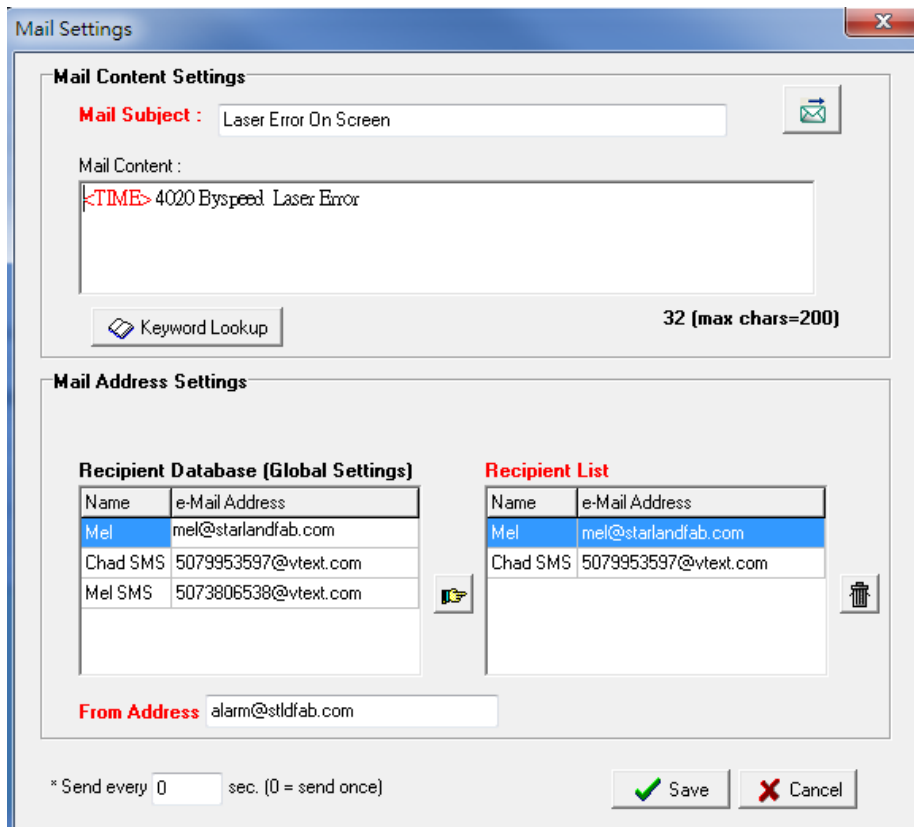 Mail Settings
Mail Content Settings
Mail Subject : Laser Error On Screen
Mail Content :
<TIME> 4020 Byspeed  Laser Error
Keyword Lookup 32 (max chars=200)
Mail Address Settings
Recipient Database (Global Settings) Recipient List
Name e-Mail Address Name e-Mail Address
Mel mel@starlandfab.com Mel mel@starlandfab.com
Chad SMS 5079953597@vtext.com Chad SMS 5079953597@vtext.com
Mel SMS 5073806538@vtext.com
From Address alarm@stldfab.com
* Send every 0 sec. (0 = send once) Save Cancel